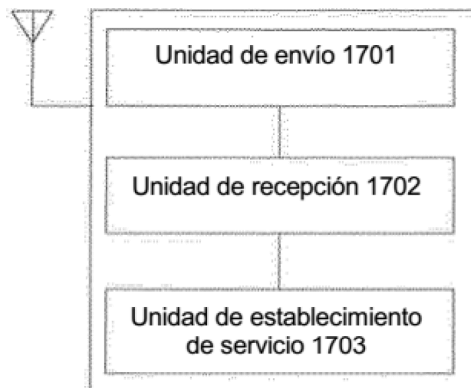 Unidad de envío 1701
Unidad de recepción 1702
Unidad de establecimiento
de servicio 1703